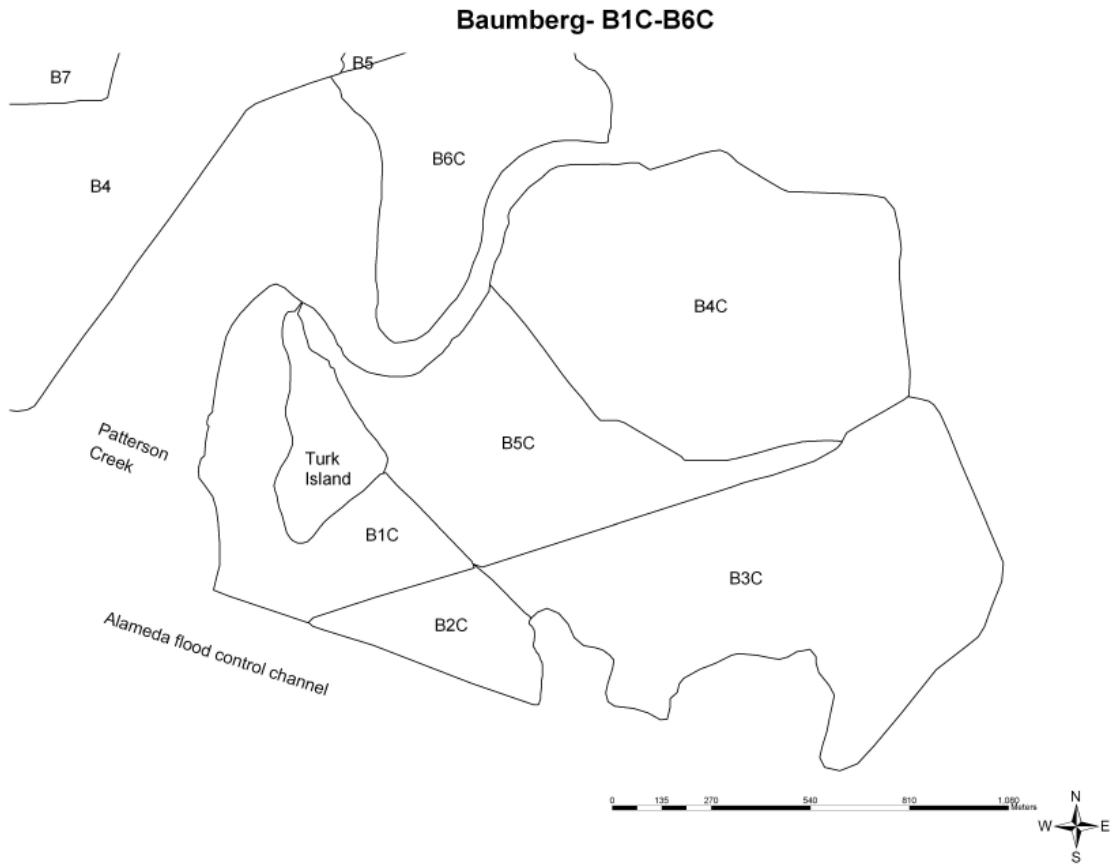 Baumberg- B1C-B6C
B5
B7
B6C
B4
B4C
Patterson
Creek
B5C
Turk
Island
B1C
B3C
B2C
Alameda flood control channel
0 135 270 540 810 1,080
Meters
N
W E
S